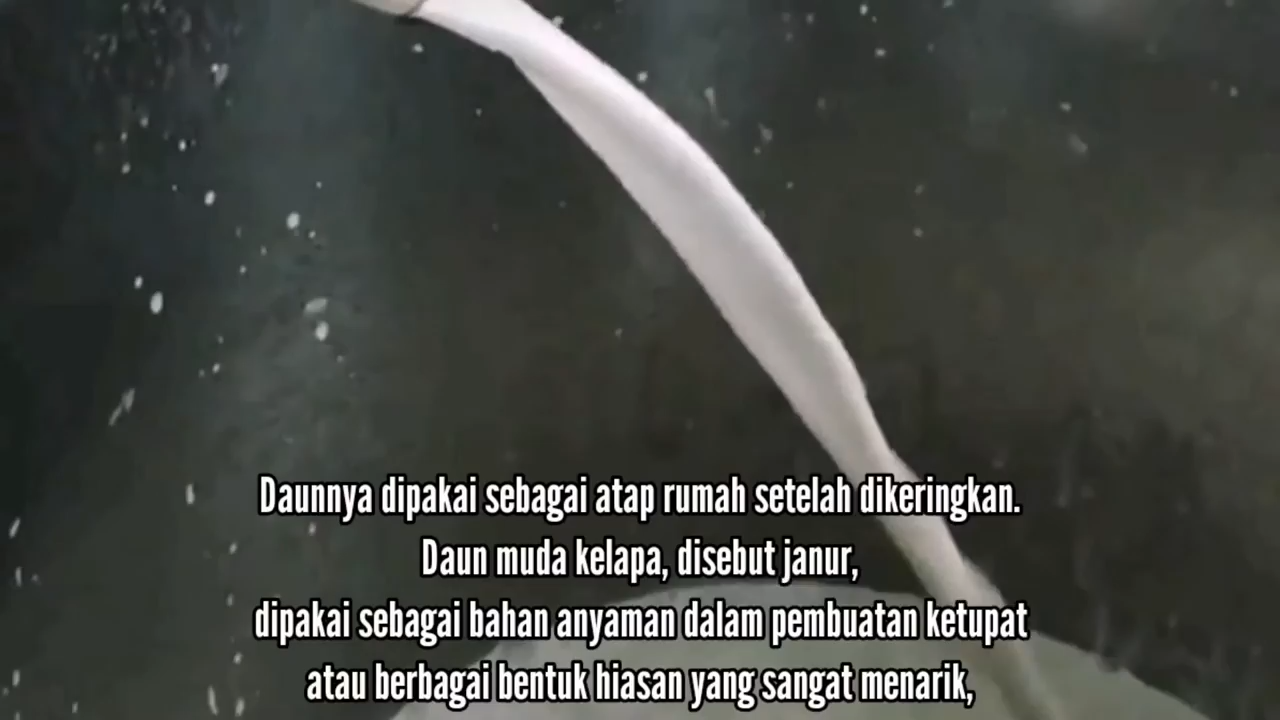 Daunnya dipakai sebagai atap rumah setelah dikeringkan.
Daun muda kelapa, disebut janur,
dipakai sebagai bahan anyaman dalam pembuatan ketupat
atau berbagai bentuk hiasan yang sangat menarik,